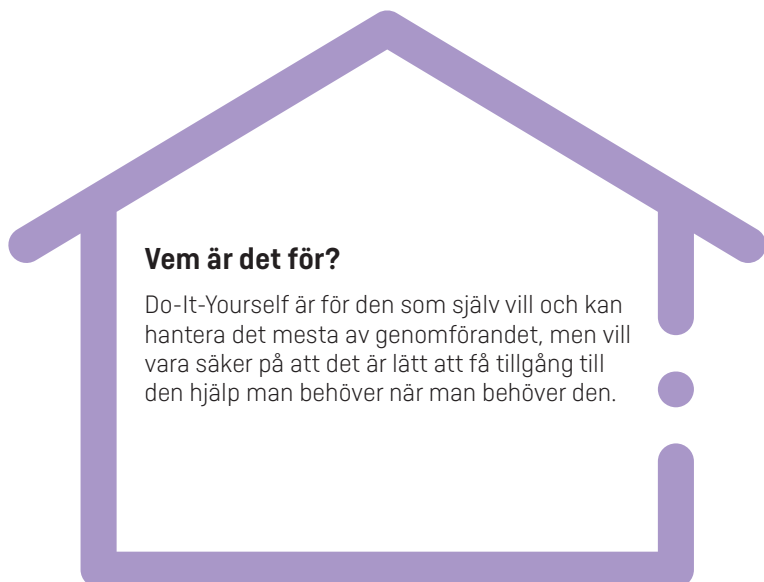 Vem är det för?
Do-It-Yourself är för den som själv vill och kan
hantera det mesta av genomförandet, men vill
vara säker på att det är lätt att få tillgång till
den hjälp man behöver när man behöver den.